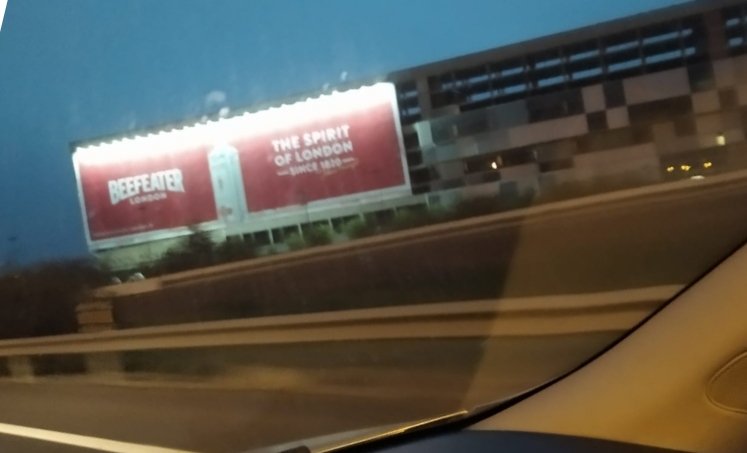 BEEFEATER
LONDON
THE SPIRIT
OF LONDON
SINCE 1820